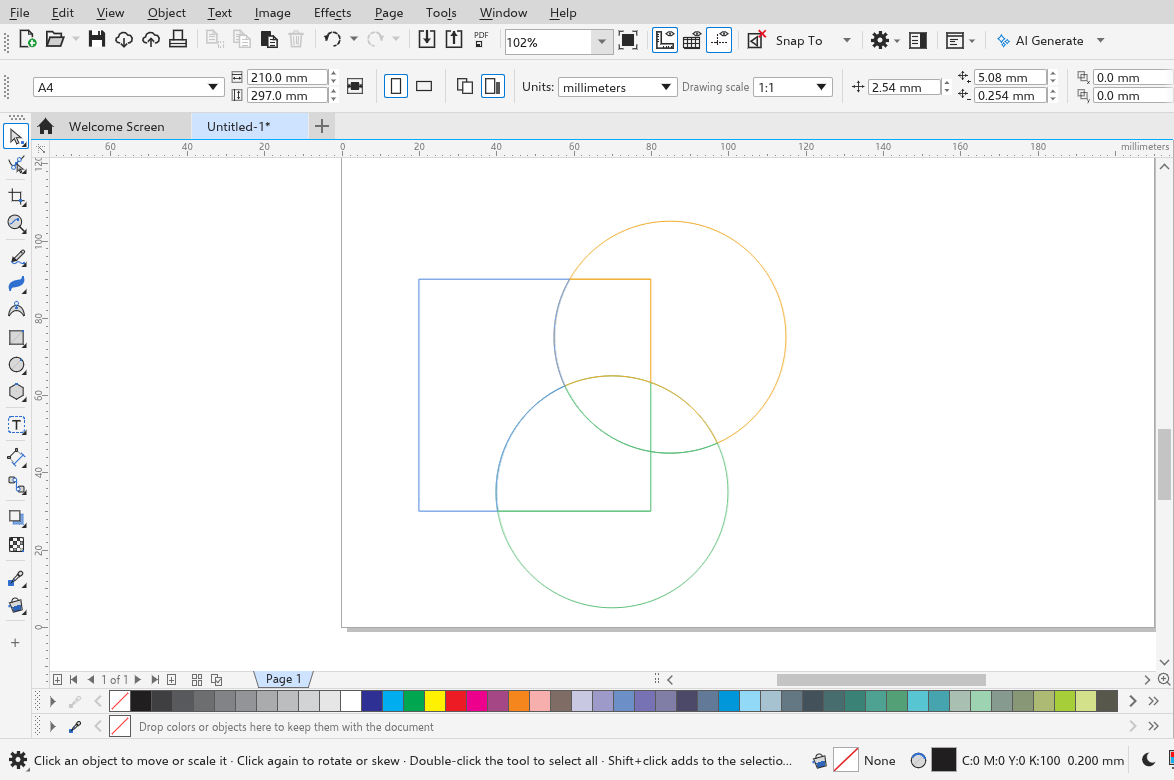 File Edit View Object Text Image Effects Page Tools Window Help
PDF 102% Snap To AI Generate
A4 210.0 mm 297.0 mm Units: millimeters Drawing scale 1:1 2.54 mm 5.08 mm 0.254 mm 0.0 mm 0.0 mm
Welcome Screen Untitled-1*
60 40 20 0 20 40 60 80 100 120 140 160 180 millimeters
120
100
80
60
40
20
0
1 of 1 Page 1
Drop colors or objects here to keep them with the document
Click an object to move or scale it · Click again to rotate or skew · Double-click the tool to select all · Shift+click adds to the selectio... None C:0 M:0 Y:0 K:100 0.200 mm